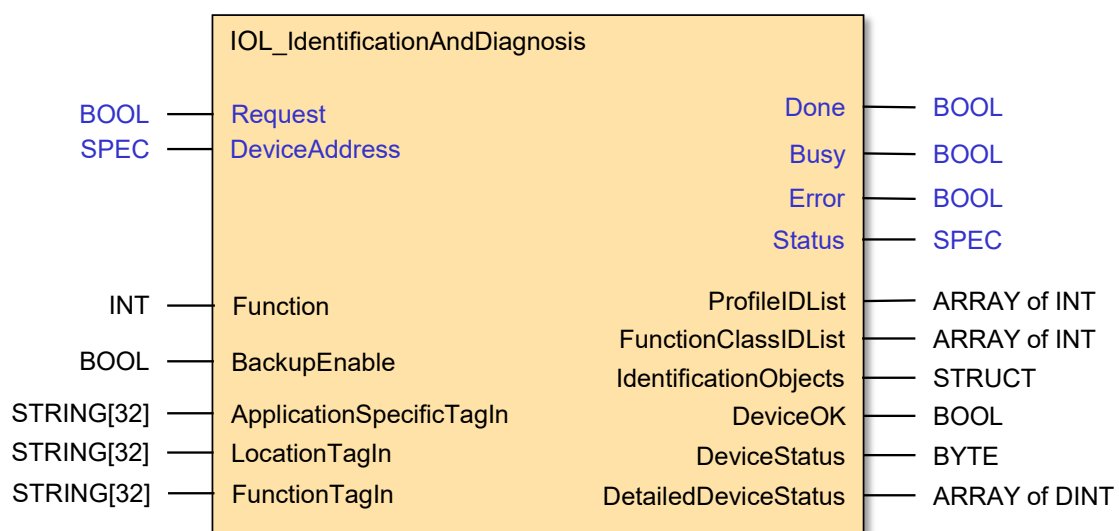 IOL_IdentificationAndDiagnosis
BOOL Request Done BOOL
SPEC DeviceAddress Busy BOOL
Error BOOL
Status SPEC
INT Function ProfileIDList ARRAY of INT
FunctionClassIDList ARRAY of INT
BOOL BackupEnable IdentificationObjects STRUCT
STRING[32] ApplicationSpecificTagIn DeviceOK BOOL
STRING[32] LocationTagIn DeviceStatus BYTE
STRING[32] FunctionTagIn DetailedDeviceStatus ARRAY of DINT